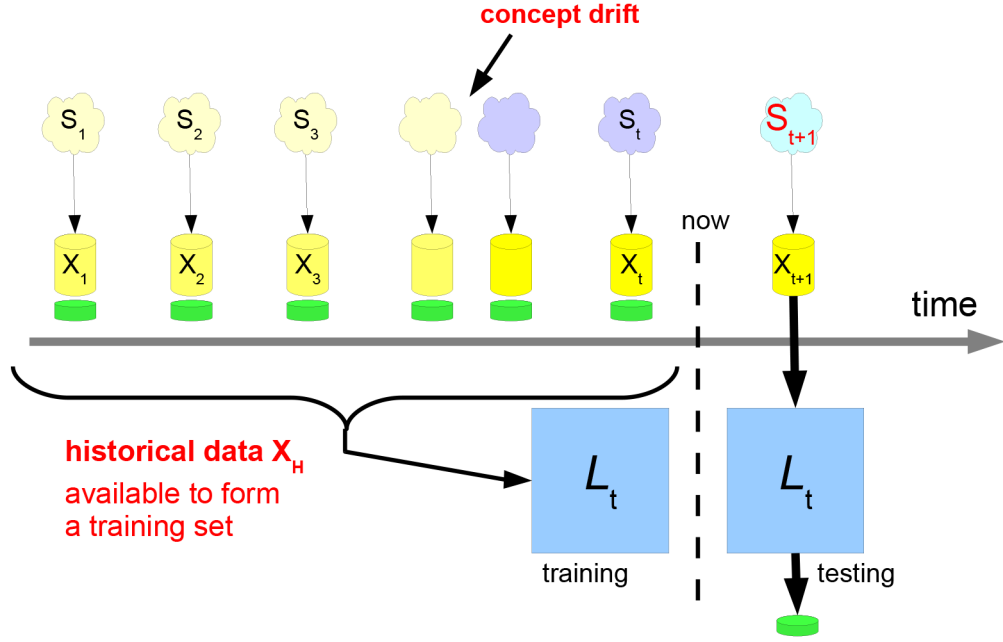 concept drift
S1 S2 S3 St St+1
now
X1 X2 X3 Xt Xt+1
time
historical data XH
available to form
a training set
Lt Lt
training testing